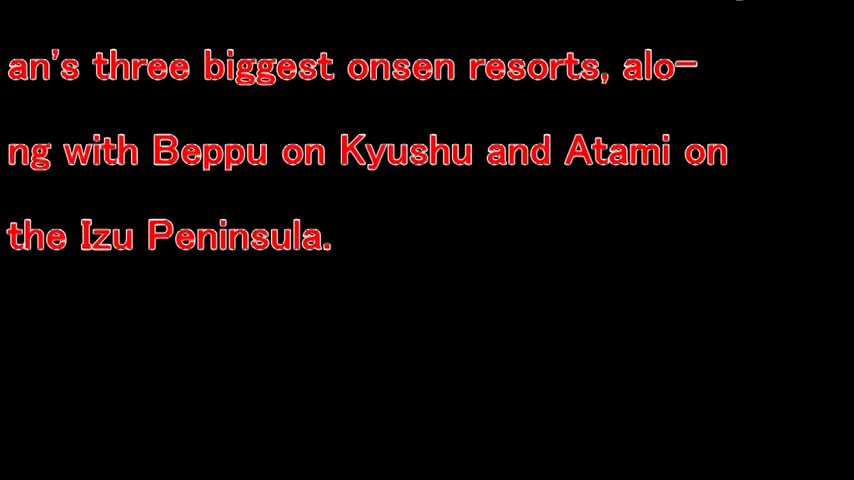 an's three biggest onsen resorts, alo-
ng with Beppu on Kyushu and Atami on
the Izu Peninsula.